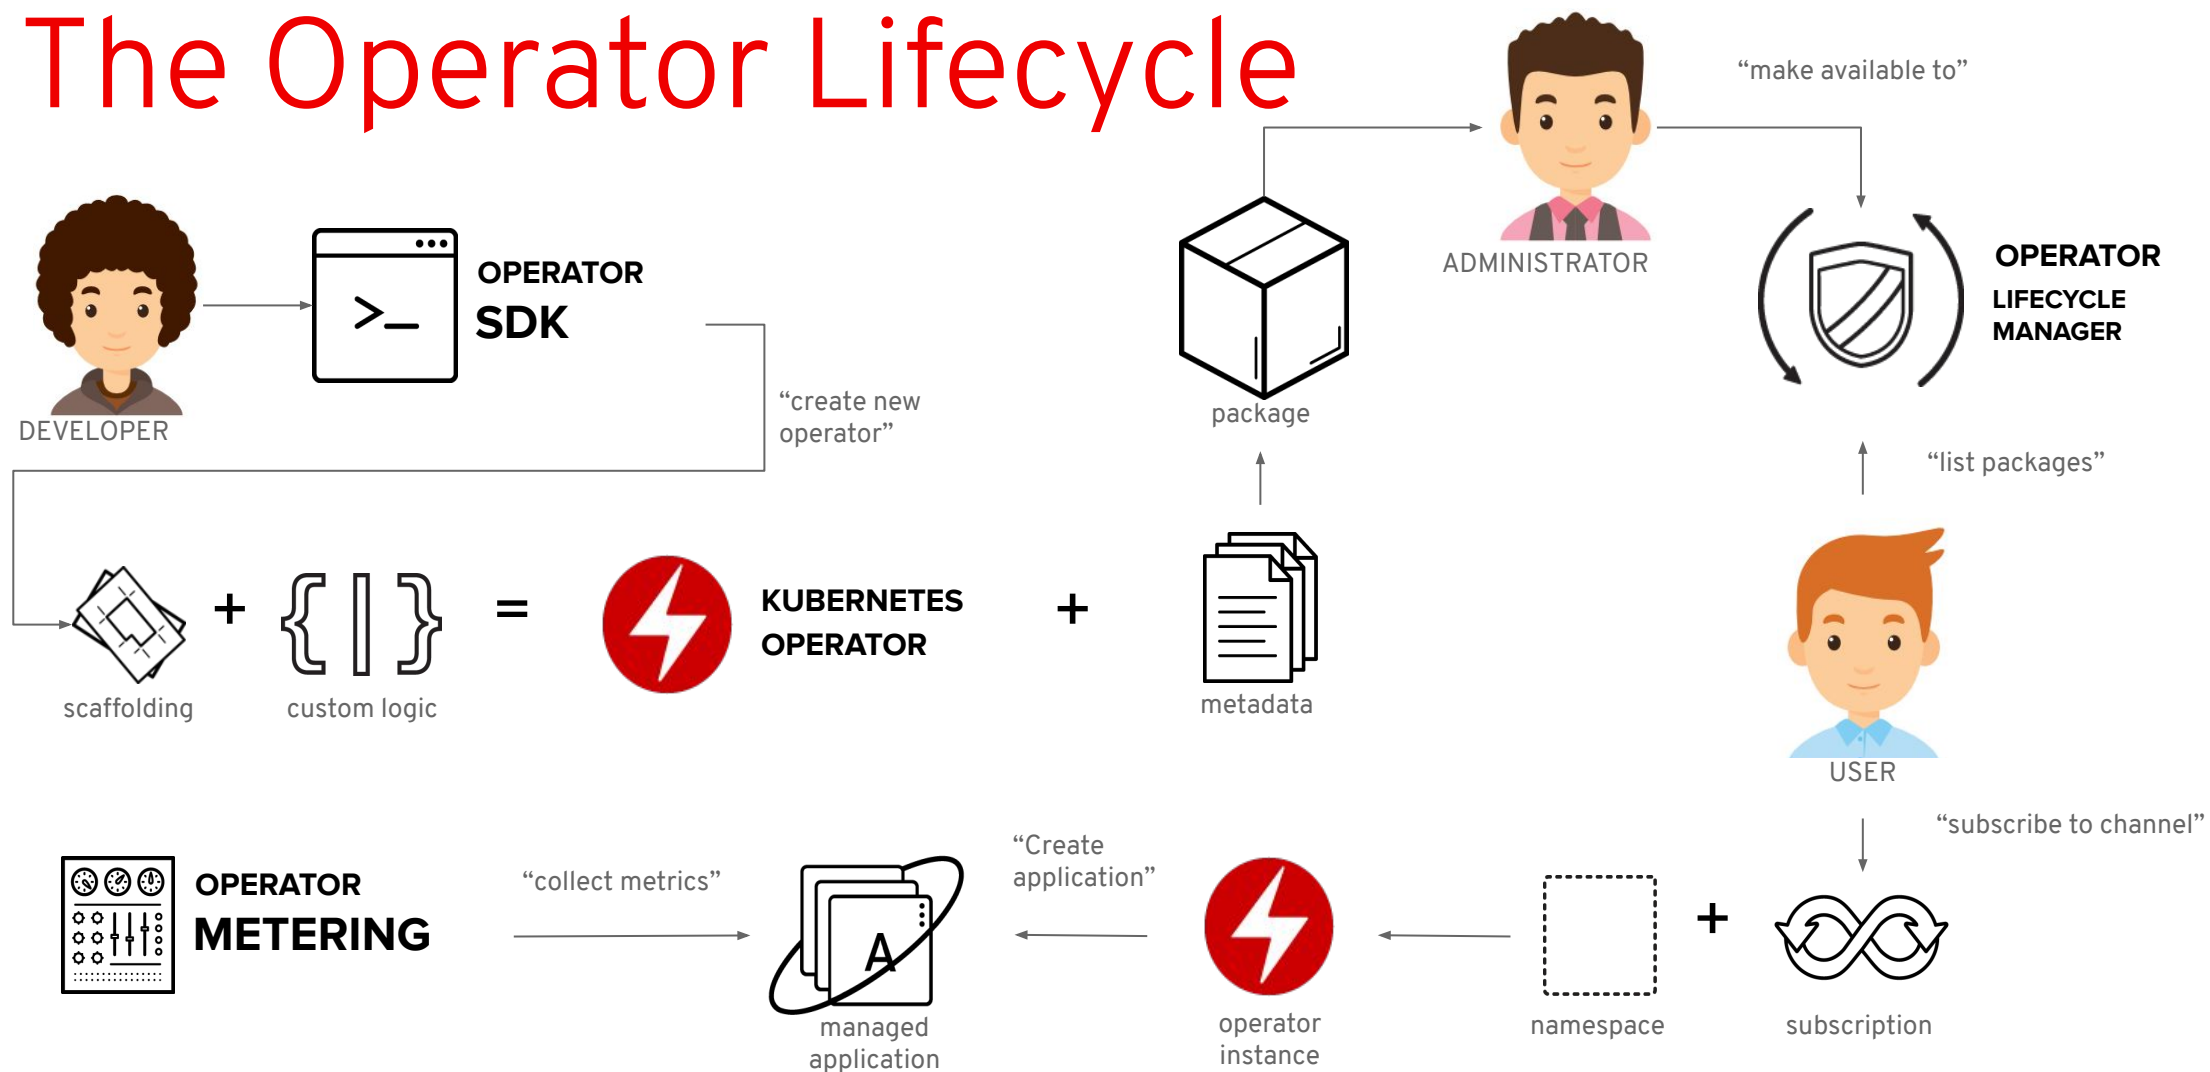 The Operator Lifecycle
“make available to”
ADMINISTRATOR
OPERATOR
LIFECYCLE
MANAGER
OPERATOR
SDK
DEVELOPER
“create new
operator”
package
“list packages”
scaffolding
+
custom logic
=
KUBERNETES
OPERATOR
+
metadata
USER
“subscribe to channel”
OPERATOR
METERING
“collect metrics”
A
managed
application
“Create
application”
operator
instance
namespace
+
subscription